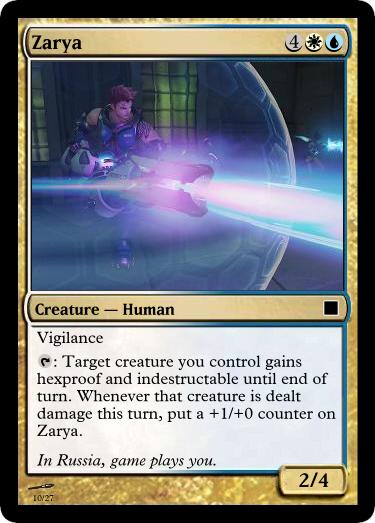 Zarya 4
Creature — Human
Vigilance
: Target creature you control gains
hexproof and indestructable until end of
turn. Whenever that creature is dealt
damage this turn, put a +1/+0 counter on
Zarya.
In Russia, game plays you.
2/4
10/27